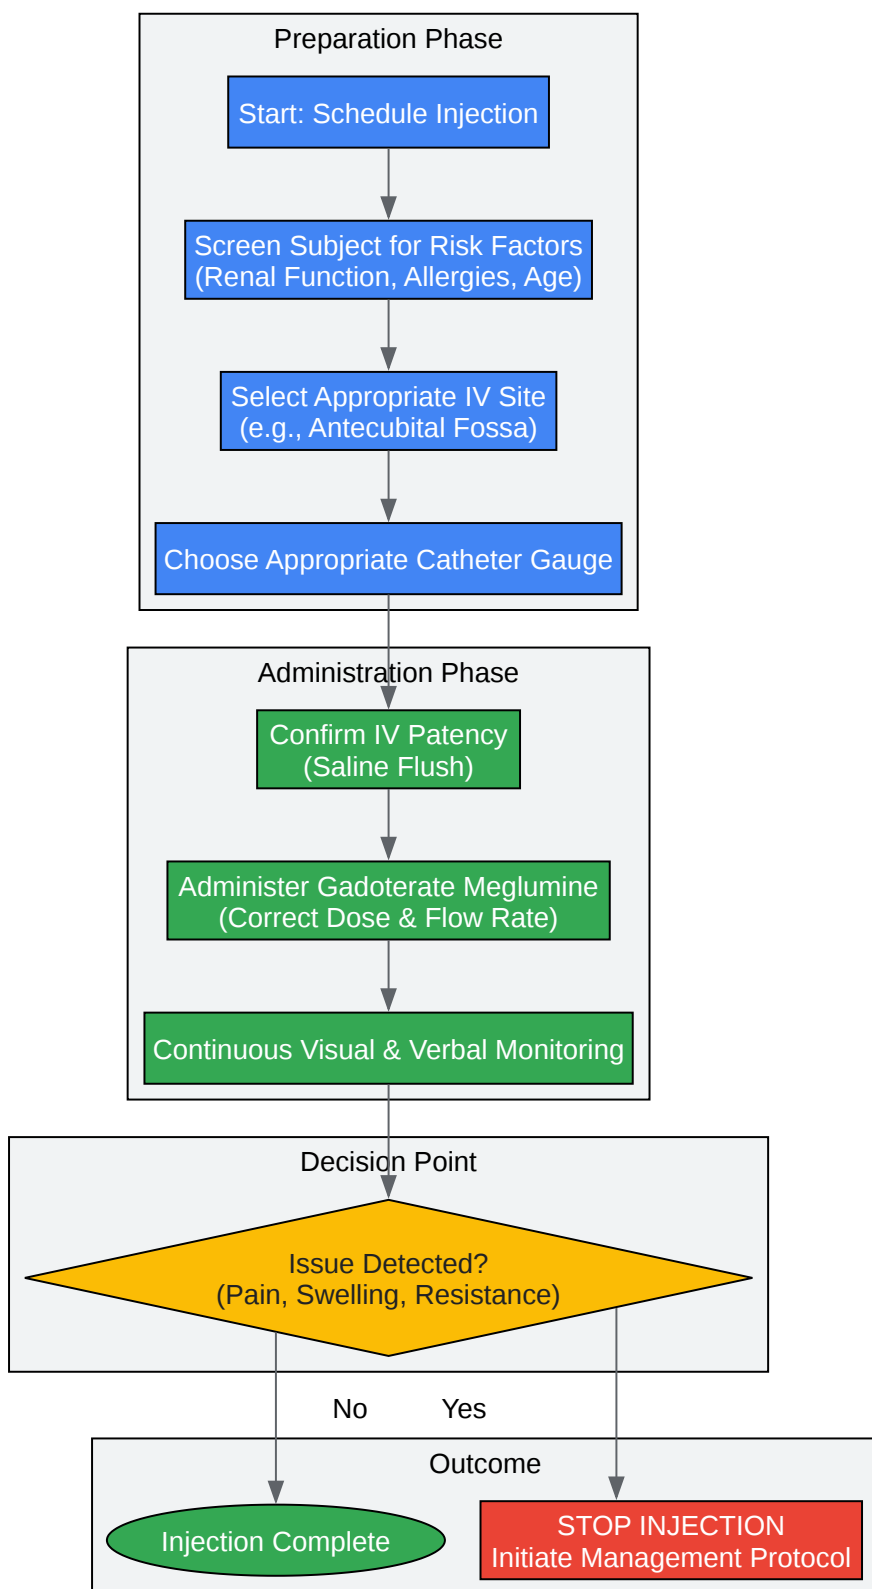 Preparation Phase
Start: Schedule Injection
Screen Subject for Risk Factors
(Renal Function, Allergies, Age)
Select Appropriate IV Site
(e.g., Antecubital Fossa)
Choose Appropriate Catheter Gauge
Administration Phase
Confirm IV Patency
(Saline Flush)
Administer Gadoterate Meglumine
(Correct Dose & Flow Rate)
Continuous Visual & Verbal Monitoring
Decision Point
Issue Detected?
(Pain, Swelling, Resistance)
No
Yes
Outcome
Injection Complete
STOP INJECTION
Initiate Management Protocol